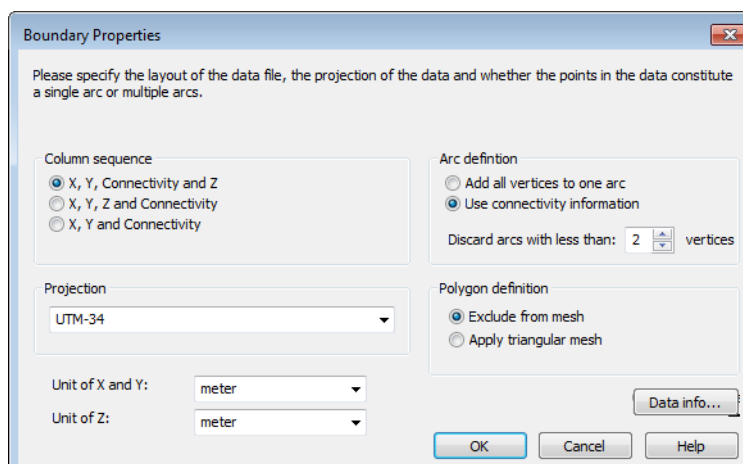 Boundary Properties
Please specify the layout of the data file, the projection of the data and whether the points in the data constitute
a single arc or multiple arcs.
Column sequence
X, Y, Connectivity and Z
X, Y, Z and Connectivity
X, Y and Connectivity
Arc defintion
Add all vertices to one arc
Use connectivity information
Discard arcs with less than: 2 vertices
Projection
UTM-34
Polygon definition
Exclude from mesh
Apply triangular mesh
Unit of X and Y: meter
Unit of Z: meter
Data info...
OK Cancel Help